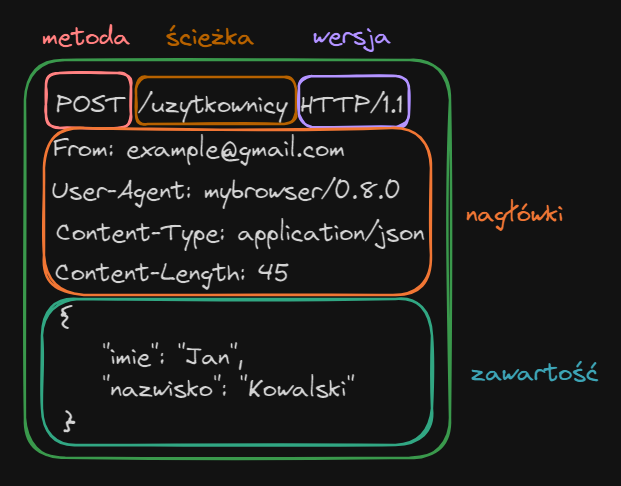 metoda ścieżka wersja
POST /uzytkownicy HTTP/1.1
From: example@gmail.com
User-Agent: mybrowser/0.8.0
nagłówki
Content-Type: application/json
Content-Length: 45
{
"imie": "Jan",
zawartość
"nazwisko": "Kowalski"
}